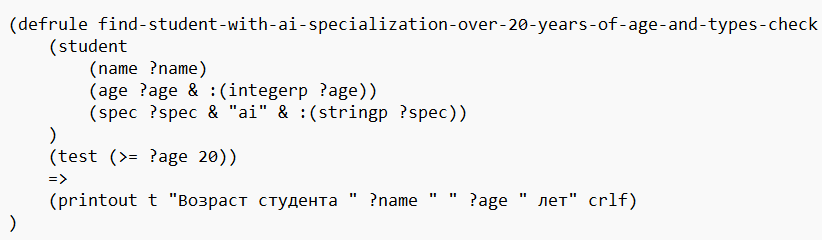 (defrule find-student-with-ai-specialization-over-20-years-of-age-and-types-check
(student
(name ?name)
(age ?age & :(integerp ?age))
(spec ?spec & "ai" & :(stringp ?spec))
)
(test (>= ?age 20))
=>
(printout t "Возраст студента " ?name " " ?age " лет" crlf)
)